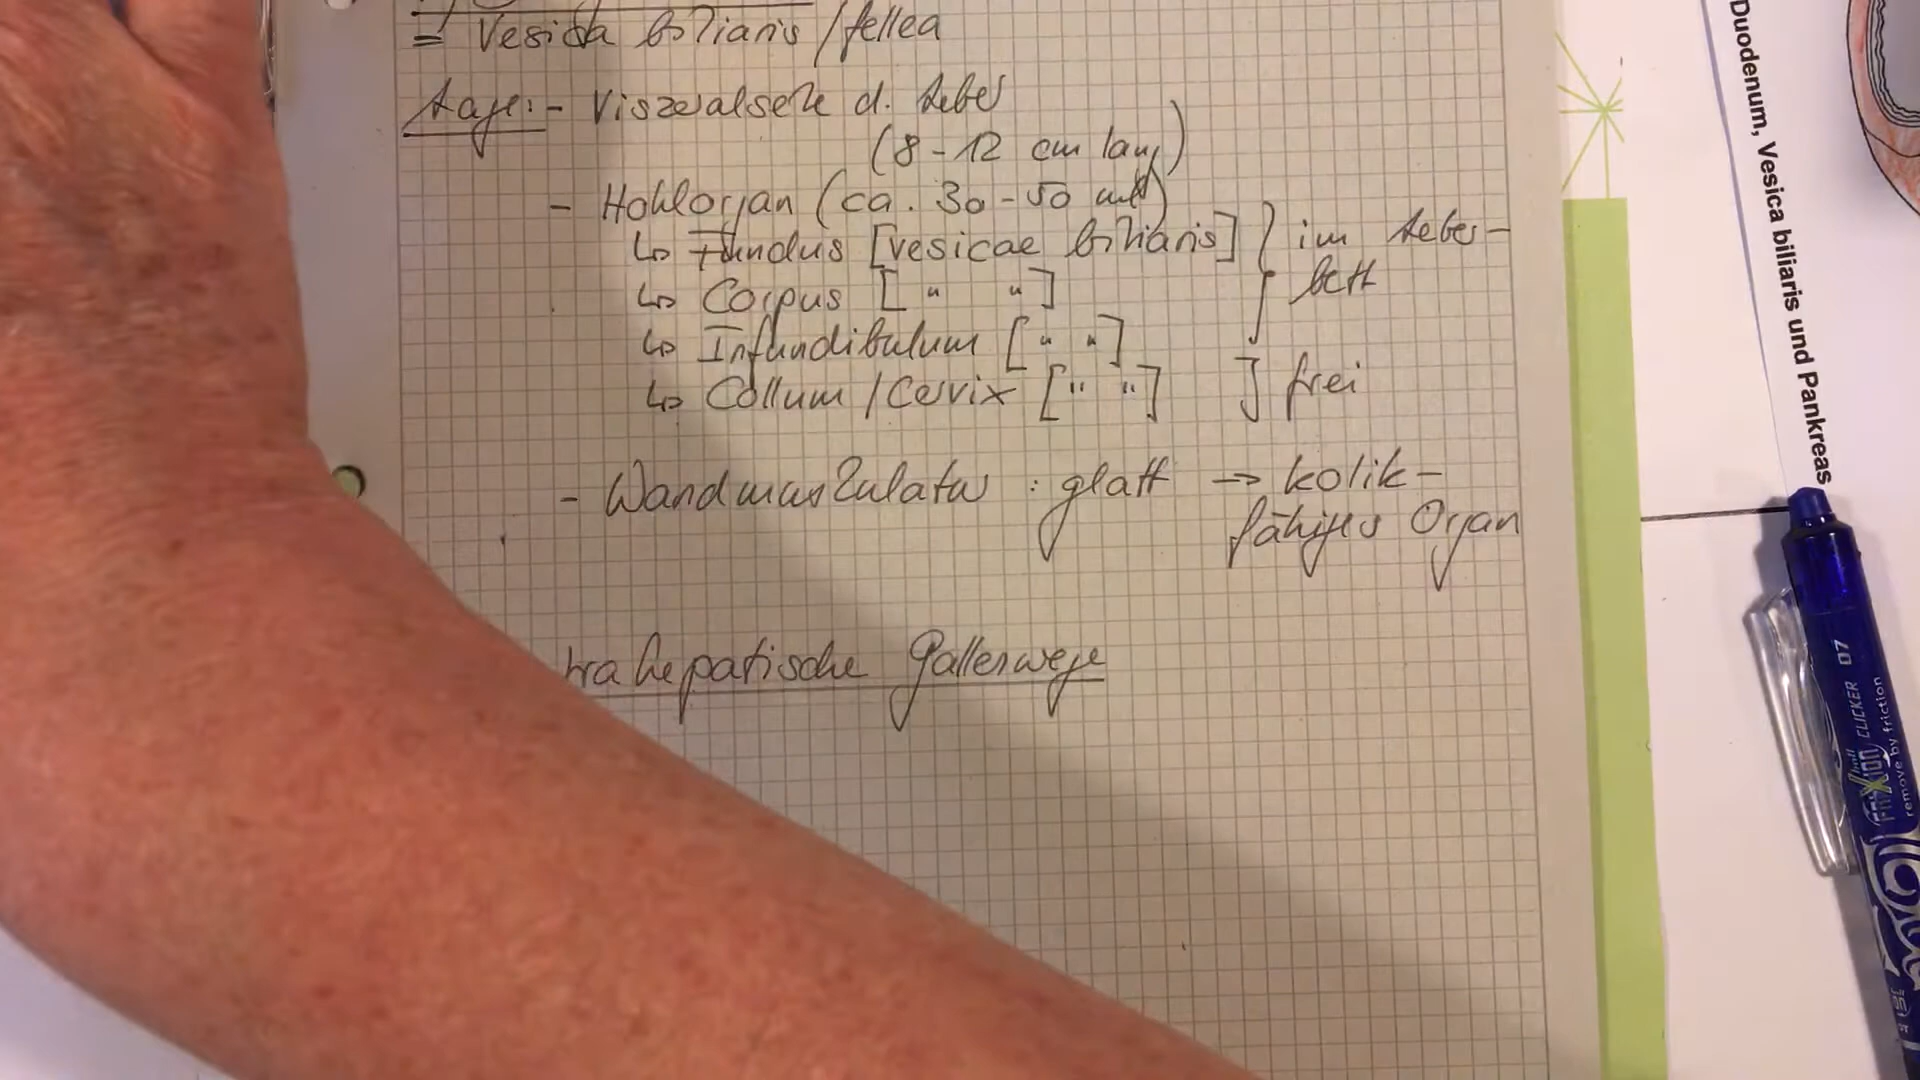 = Vesica biliaris / fellea
Lage: - Viszeralseite d. Leber
(8-12 cm lang)
- Hohlorgan (ca. 30-50 ml)
↳ Fundus [vesicae biliaris] } im Leber-
↳ Corpus [" "] bett
↳ Infundibulum [" "]
↳ Collum / Cervix [" "] ] frei
- Wandmuskulatur : glatt → kolik-
fähiges Organ
trahepatische Gallenwege
Duodenum, Vesica biliaris und Pankreas
FRIXION CLICKER 07
remove by friction